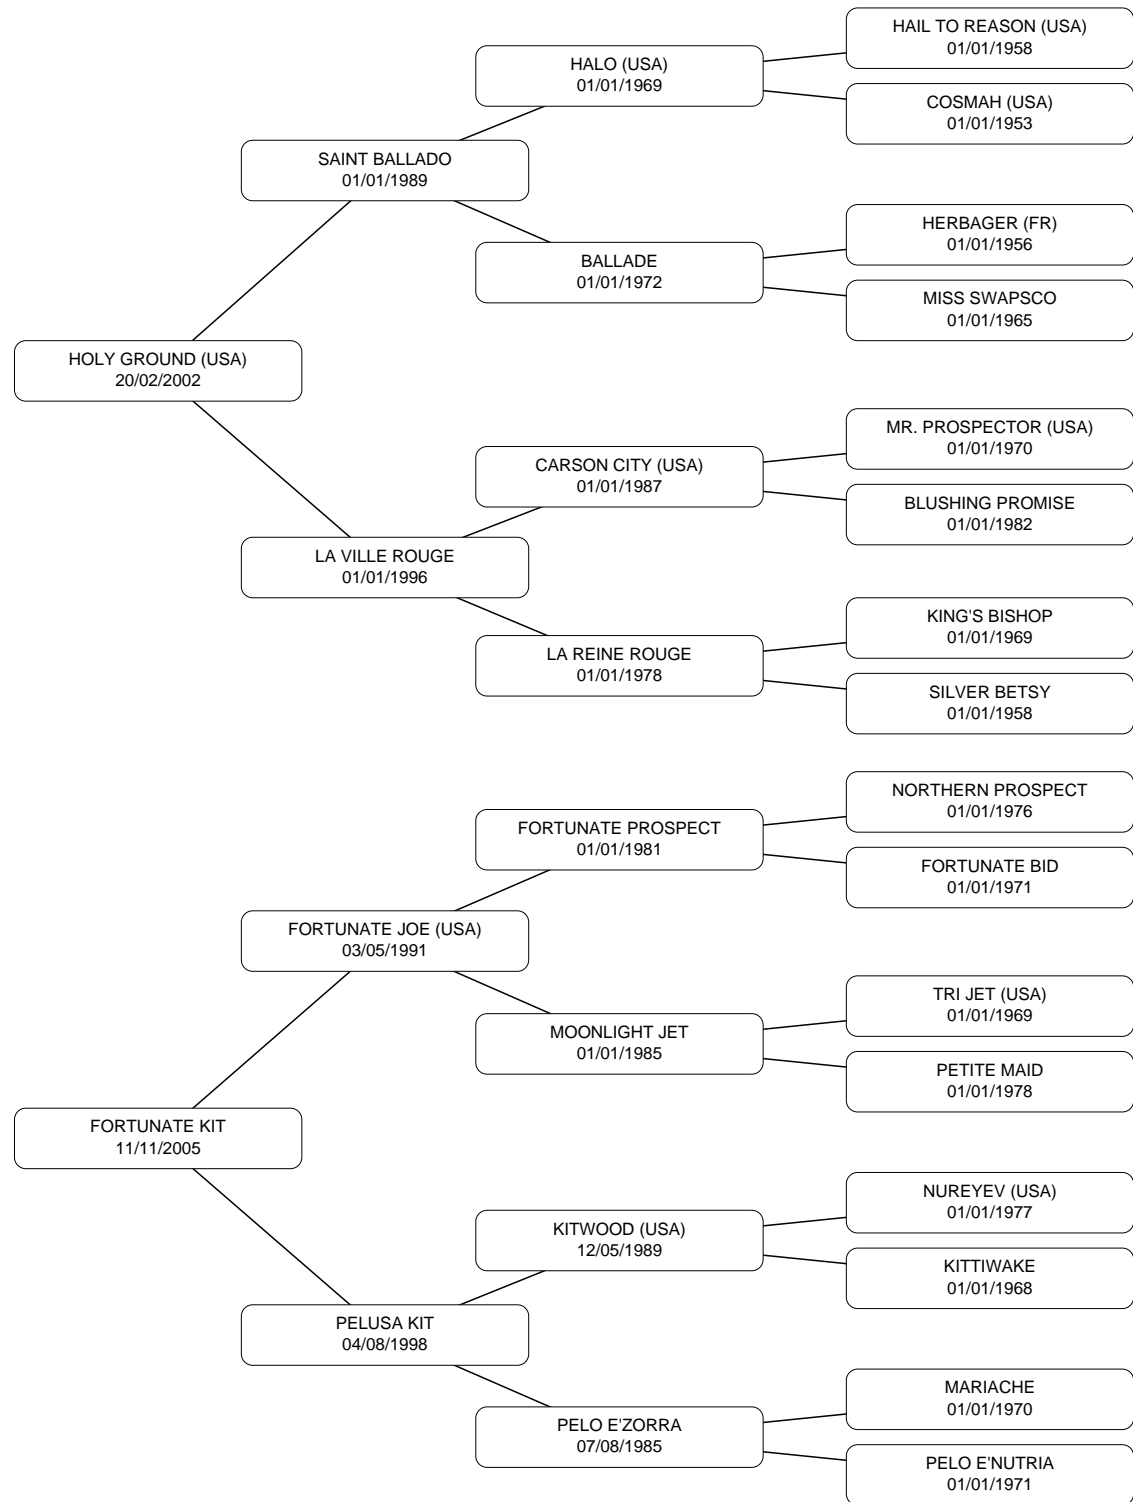 HAIL TO REASON (USA)
01/01/1958
HALO (USA)
01/01/1969
COSMAH (USA)
01/01/1953
SAINT BALLADO
01/01/1989
HERBAGER (FR)
01/01/1956
BALLADE
01/01/1972
MISS SWAPSCO
01/01/1965
HOLY GROUND (USA)
20/02/2002
MR. PROSPECTOR (USA)
01/01/1970
CARSON CITY (USA)
01/01/1987
BLUSHING PROMISE
01/01/1982
LA VILLE ROUGE
01/01/1996
KING'S BISHOP
01/01/1969
LA REINE ROUGE
01/01/1978
SILVER BETSY
01/01/1958
NORTHERN PROSPECT
01/01/1976
FORTUNATE PROSPECT
01/01/1981
FORTUNATE BID
01/01/1971
FORTUNATE JOE (USA)
03/05/1991
TRI JET (USA)
01/01/1969
MOONLIGHT JET
01/01/1985
PETITE MAID
01/01/1978
FORTUNATE KIT
11/11/2005
NUREYEV (USA)
01/01/1977
KITWOOD (USA)
12/05/1989
KITTIWAKE
01/01/1968
PELUSA KIT
04/08/1998
MARIACHE
01/01/1970
PELO E'ZORRA
07/08/1985
PELO E'NUTRIA
01/01/1971